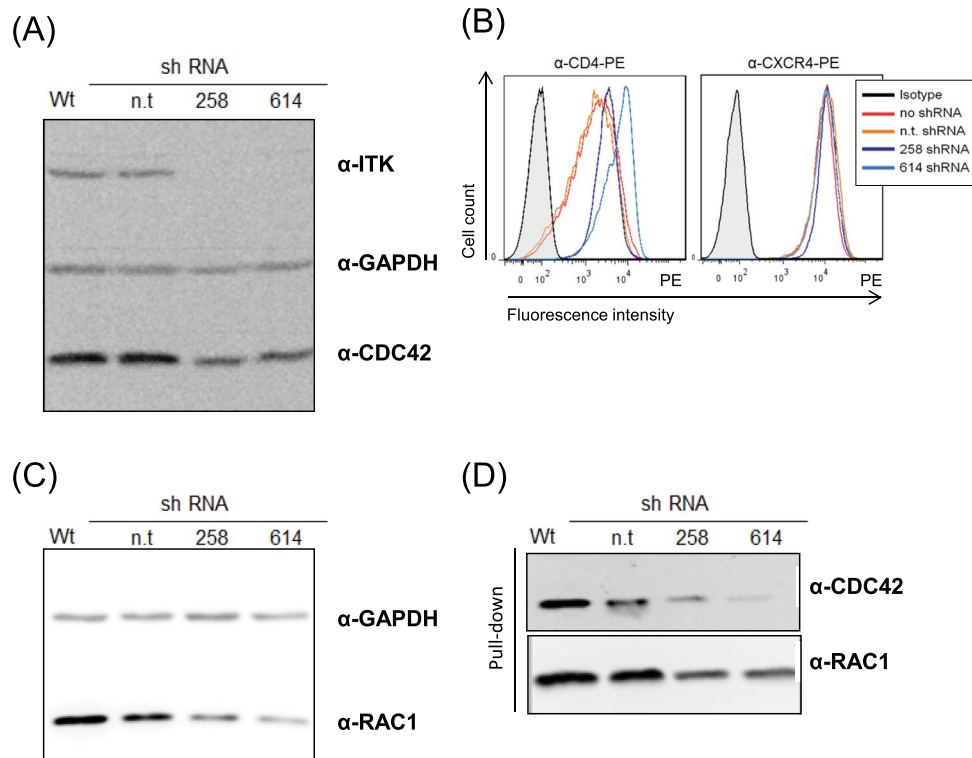 (A)
sh RNA
Wt n.t 258 614
α-ITK
α-GAPDH
α-CDC42
(B)
α-CD4-PE α-CXCR4-PE
Isotype
no shRNA
n.t. shRNA
258 shRNA
614 shRNA
Cell count
0 0
0 10² 10³ 10⁴ PE 0 10² 10³ 10⁴ PE
Fluorescence intensity
(C)
sh RNA
Wt n.t 258 614
α-GAPDH
α-RAC1
(D)
sh RNA
Wt n.t 258 614
Pull-down
α-CDC42
α-RAC1